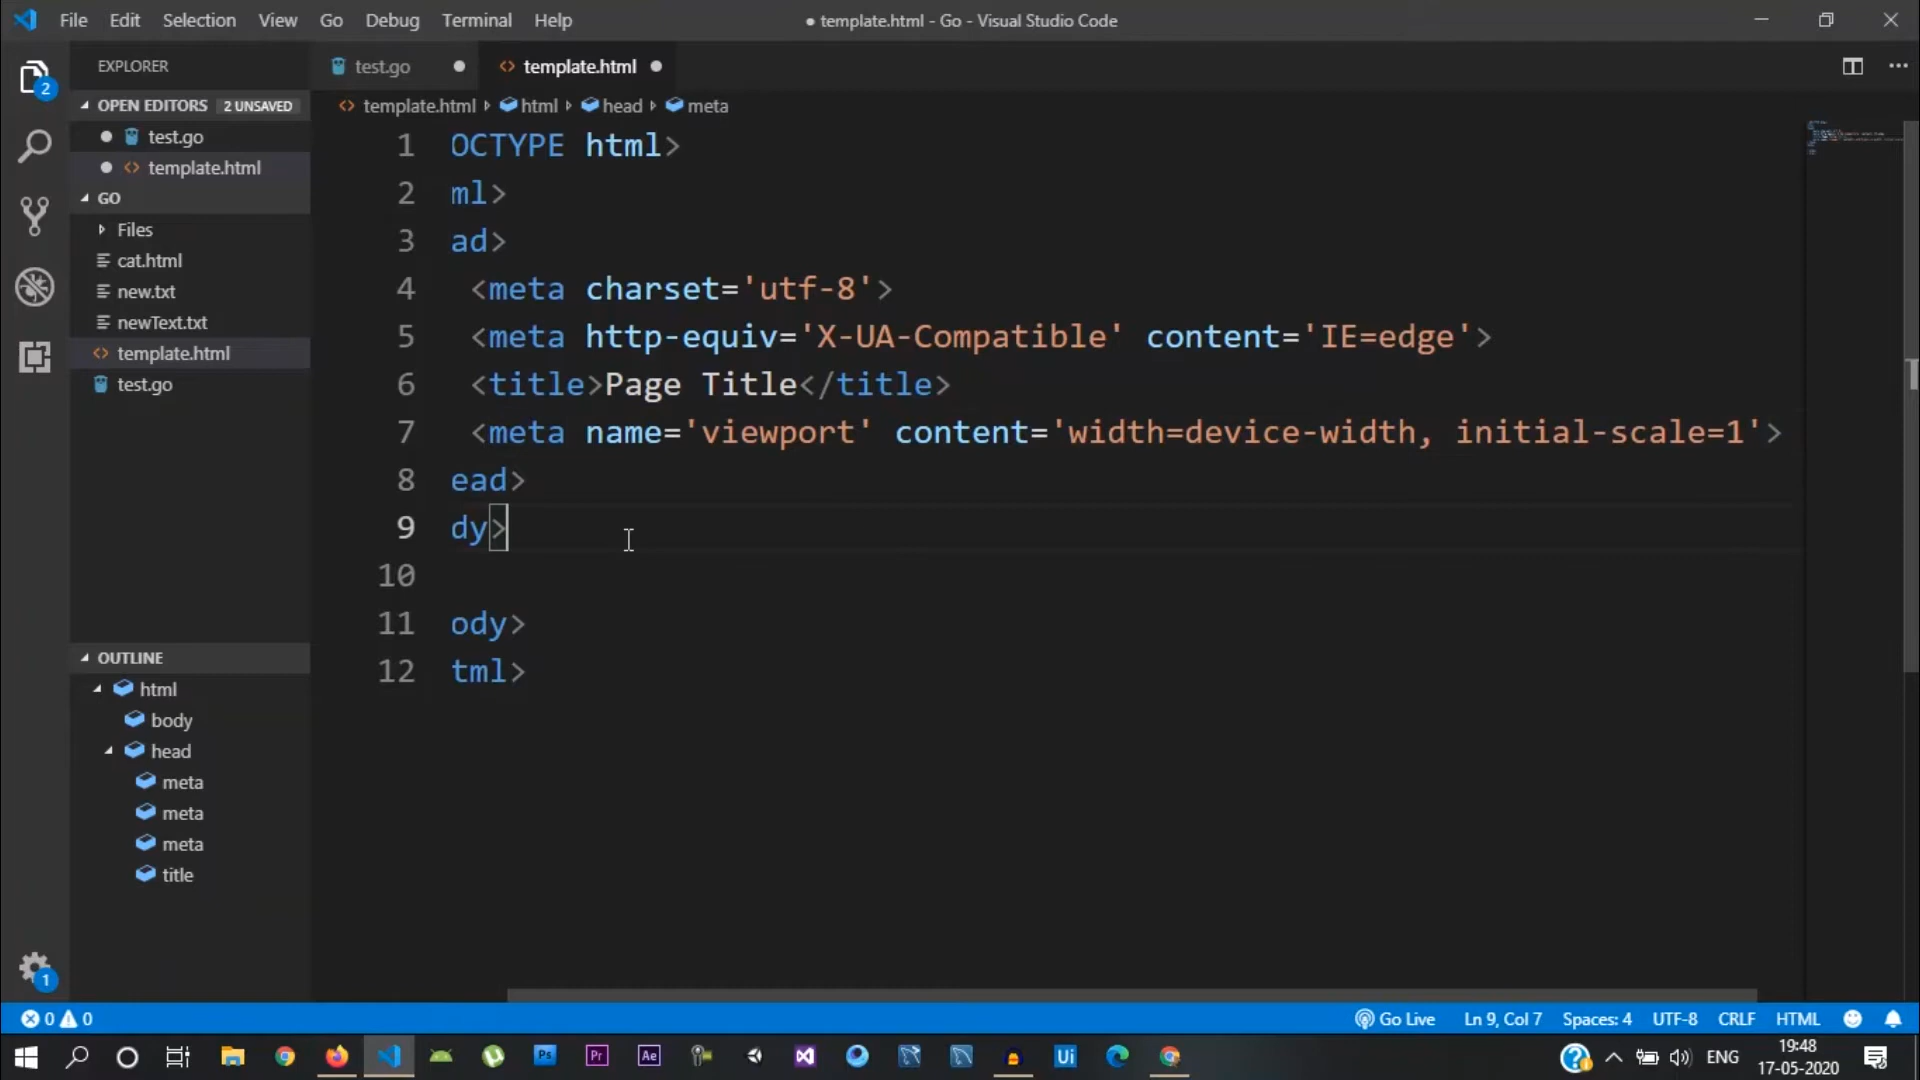 File Edit Selection View Go Debug Terminal Help
● template.html - Go - Visual Studio Code
EXPLORER
test.go
template.html
OPEN EDITORS 2 UNSAVED
template.html html head meta
2
test.go
template.html
GO
Files
cat.html
new.txt
newText.txt
template.html
test.go
1 OCTYPE html>
2 ml>
3 ad>
4 <meta charset='utf-8'>
5 <meta http-equiv='X-UA-Compatible' content='IE=edge'>
6 <title>Page Title</title>
7 <meta name='viewport' content='width=device-width, initial-scale=1'>
8 ead>
9 dy>
10
11 ody>
12 tml>
OUTLINE
html
body
head
meta
meta
meta
title
1
0 0
Go Live Ln 9, Col 7 Spaces: 4 UTF-8 CRLF HTML
Ps Pr Ae Ui
ENG
19:48
17-05-2020